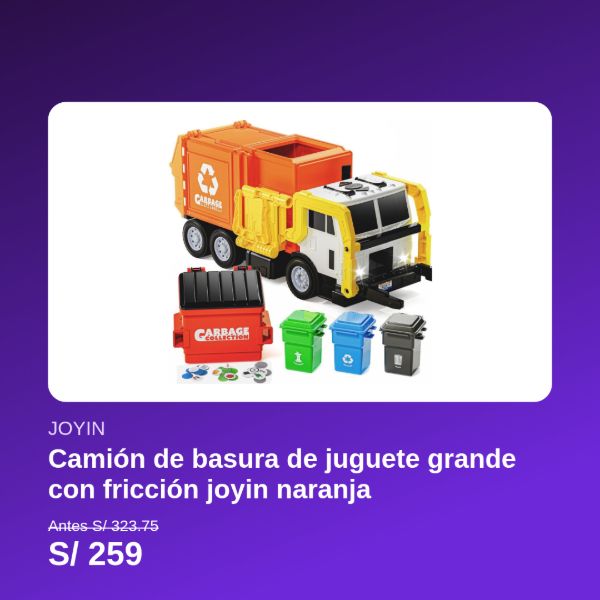 GARBAGE
GARBAGE
COLLECTION
JOYIN
Camión de basura de juguete grande
con fricción joyin naranja
Antes S/ 323.75
S/ 259